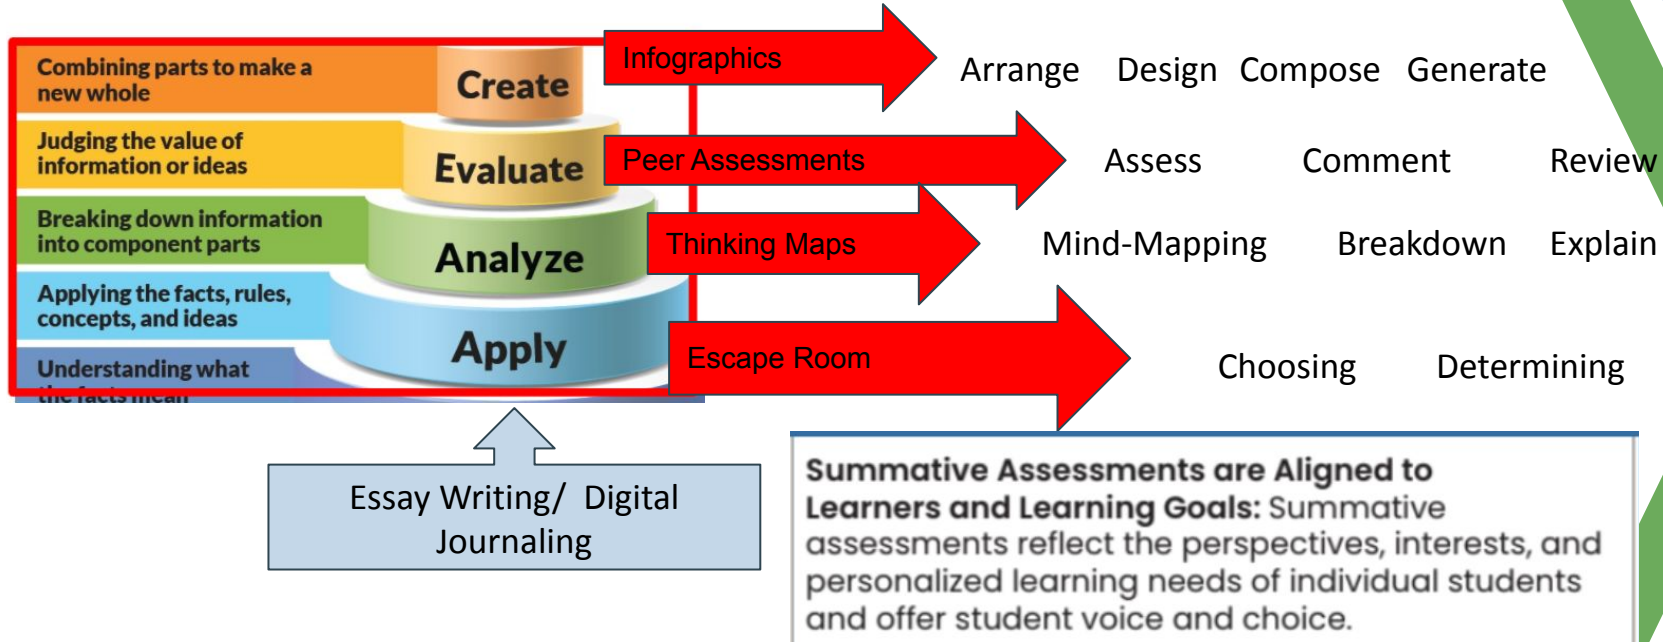 Combining parts to make a
new whole
Create
Infographics
Arrange Design Compose Generate
Judging the value of
information or ideas
Evaluate
Peer Assessments
Assess Comment Review
Breaking down information
into component parts
Analyze
Thinking Maps
Mind-Mapping Breakdown Explain
Applying the facts, rules,
concepts, and ideas
Apply
Escape Room
Choosing Determining
Understanding what
the facts mean
Essay Writing/ Digital
Journaling
Summative Assessments are Aligned to
Learners and Learning Goals: Summative
assessments reflect the perspectives, interests, and
personalized learning needs of individual students
and offer student voice and choice.